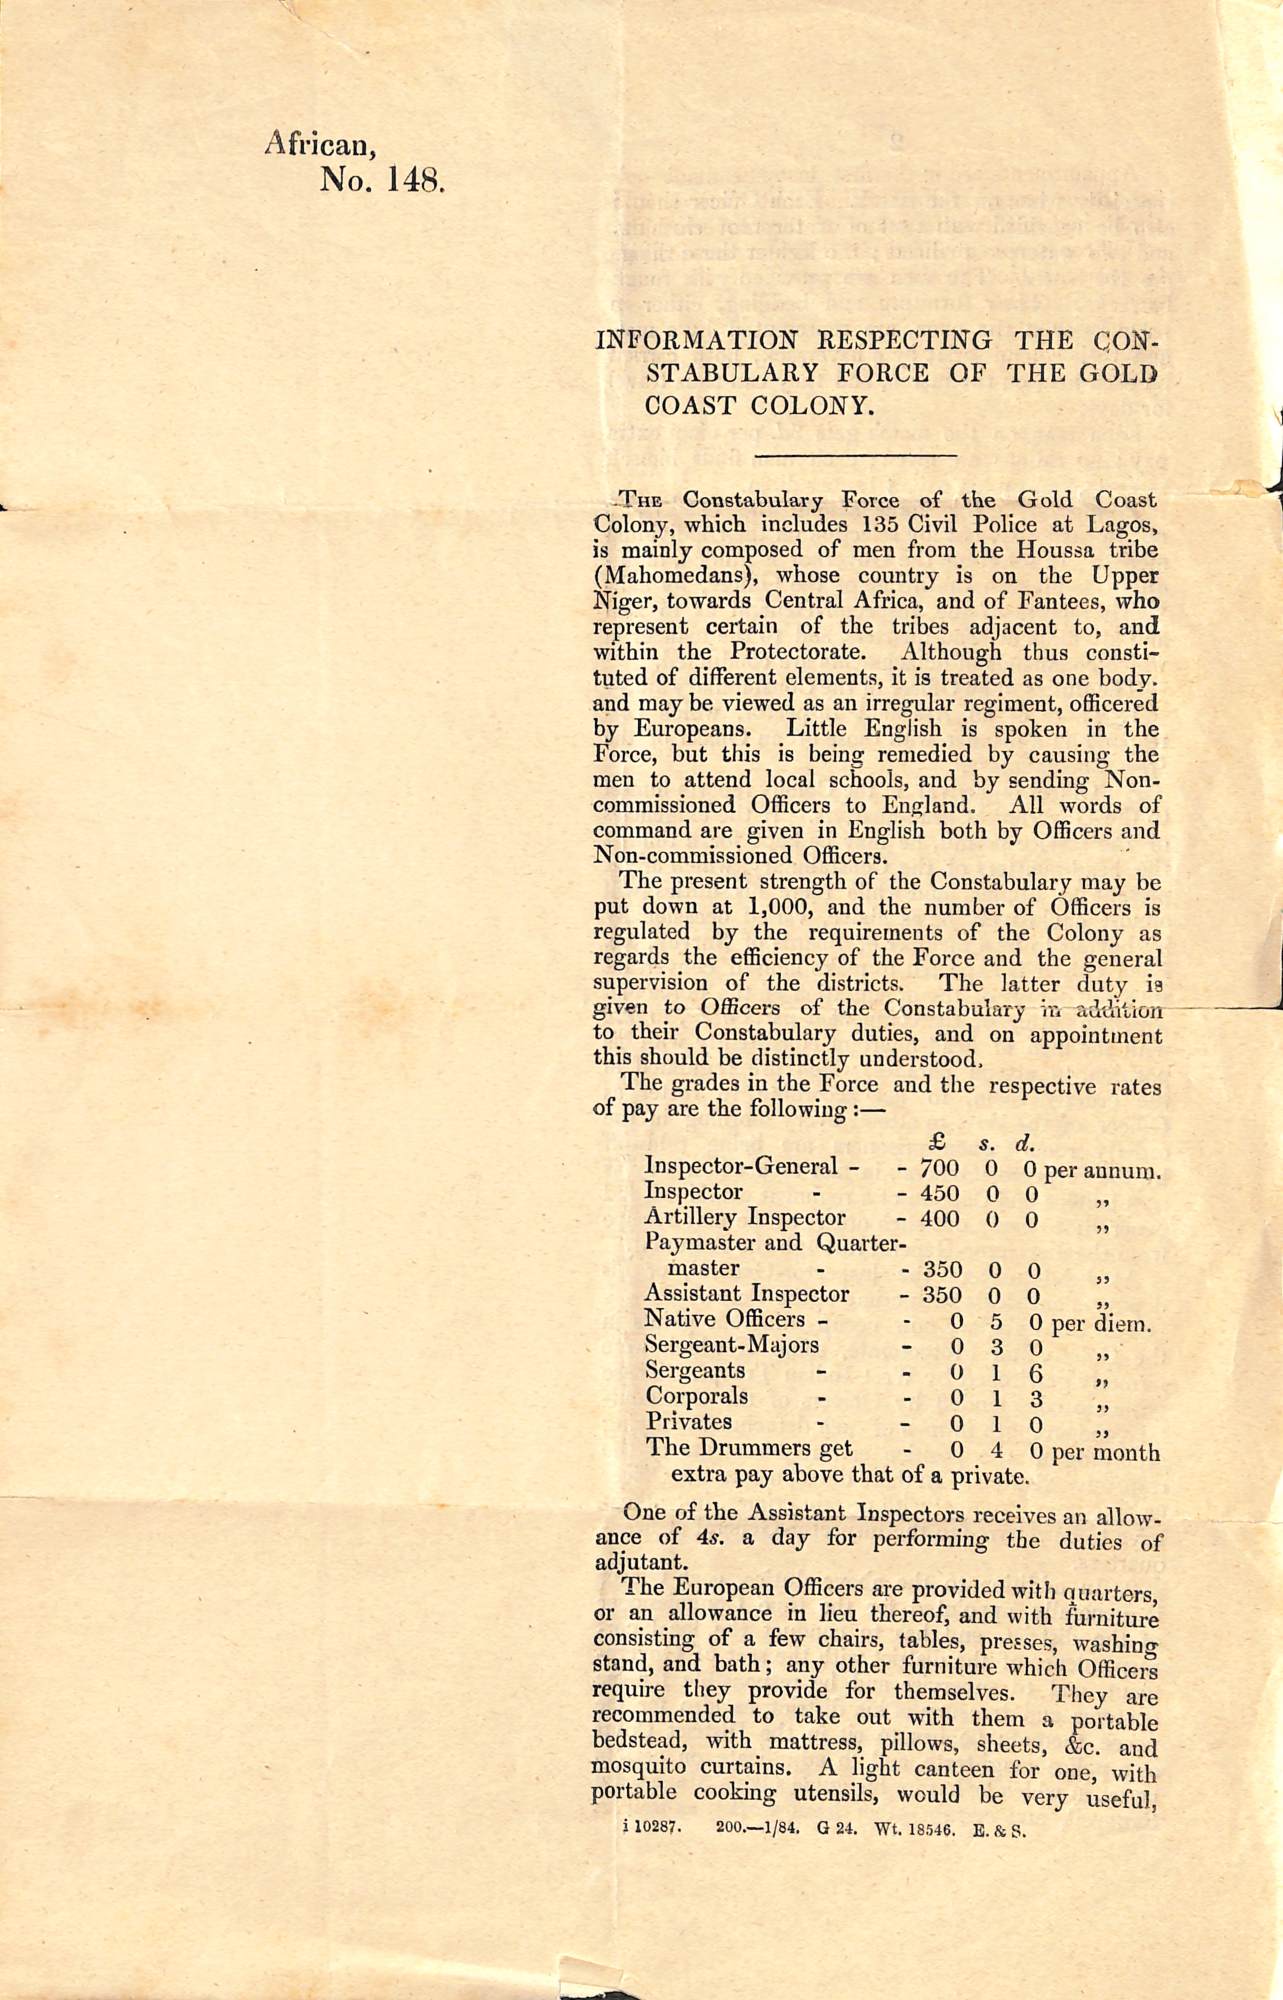 African,
No. 148.
INFORMATION RESPECTING THE CON-
STABULARY FORCE OF THE GOLD
COAST COLONY.
THE Constabulary Force of the Gold Coast
Colony, which includes 135 Civil Police at Lagos,
is mainly composed of men from the Houssa tribe
(Mahomedans), whose country is on the Upper
Niger, towards Central Africa, and of Fantees, who
represent certain of the tribes adjacent to, and
within the Protectorate. Although thus consti-
tuted of different elements, it is treated as one body.
and may be viewed as an irregular regiment, officered
by Europeans. Little English is spoken in the
Force, but this is being remedied by causing the
men to attend local schools, and by sending Non-
commissioned Officers to England. All words of
command are given in English both by Officers and
Non-commissioned Officers.
The present strength of the Constabulary may be
put down at 1,000, and the number of Officers is
regulated by the requirements of the Colony as
regards the efficiency of the Force and the general
supervision of the districts. The latter duty is
given to Officers of the Constabulary in addition
to their Constabulary duties, and on appointment
this should be distinctly understood.
The grades in the Force and the respective rates
of pay are the following:—
£ s. d.
Inspector-General - - 700 0 0 per annum.
Inspector - - 450 0 0 „
Artillery Inspector - 400 0 0 „
Paymaster and Quarter-
master - - 350 0 0 „
Assistant Inspector - 350 0 0 „
Native Officers - - 0 5 0 per diem.
Sergeant-Majors - 0 3 0 „
Sergeants - - 0 1 6 „
Corporals - - 0 1 3 „
Privates - - 0 1 0 „
The Drummers get - 0 4 0 per month
extra pay above that of a private.
One of the Assistant Inspectors receives an allow-
ance of 4s. a day for performing the duties of
adjutant.
The European Officers are provided with quarters,
or an allowance in lieu thereof, and with furniture
consisting of a few chairs, tables, presses, washing
stand, and bath; any other furniture which Officers
require they provide for themselves. They are
recommended to take out with them a portable
bedstead, with mattress, pillows, sheets, &c. and
mosquito curtains. A light canteen for one, with
portable cooking utensils, would be very useful,
i 10287. 200.—1/84. G 24. Wt. 18546. E. & S.